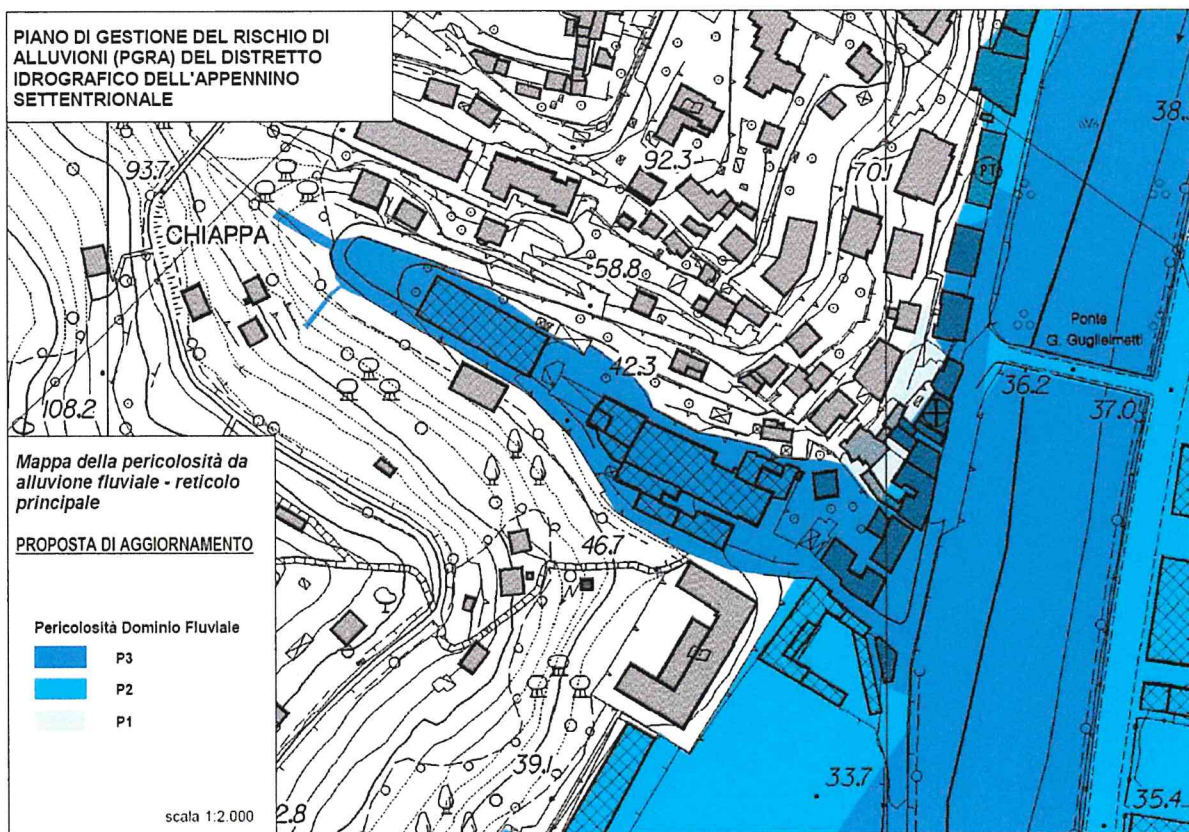 PIANO DI GESTIONE DEL RISCHIO DI
ALLUVIONI (PGRA) DEL DISTRETTO
IDROGRAFICO DELL'APPENNINO
SETTENTRIONALE
38.
93.7
92.3
70.1
PT
CHIAPPA
58.8
Ponte
G. Guglielmetti
42.3
36.2
37.0
108.2
Mappa della pericolosità da
alluvione fluviale - reticolo
principale
PROPOSTA DI AGGIORNAMENTO
46.7
Pericolosità Dominio Fluviale
P3
P2
P1
39.1
33.7
35.4
scala 1:2.000
2.8